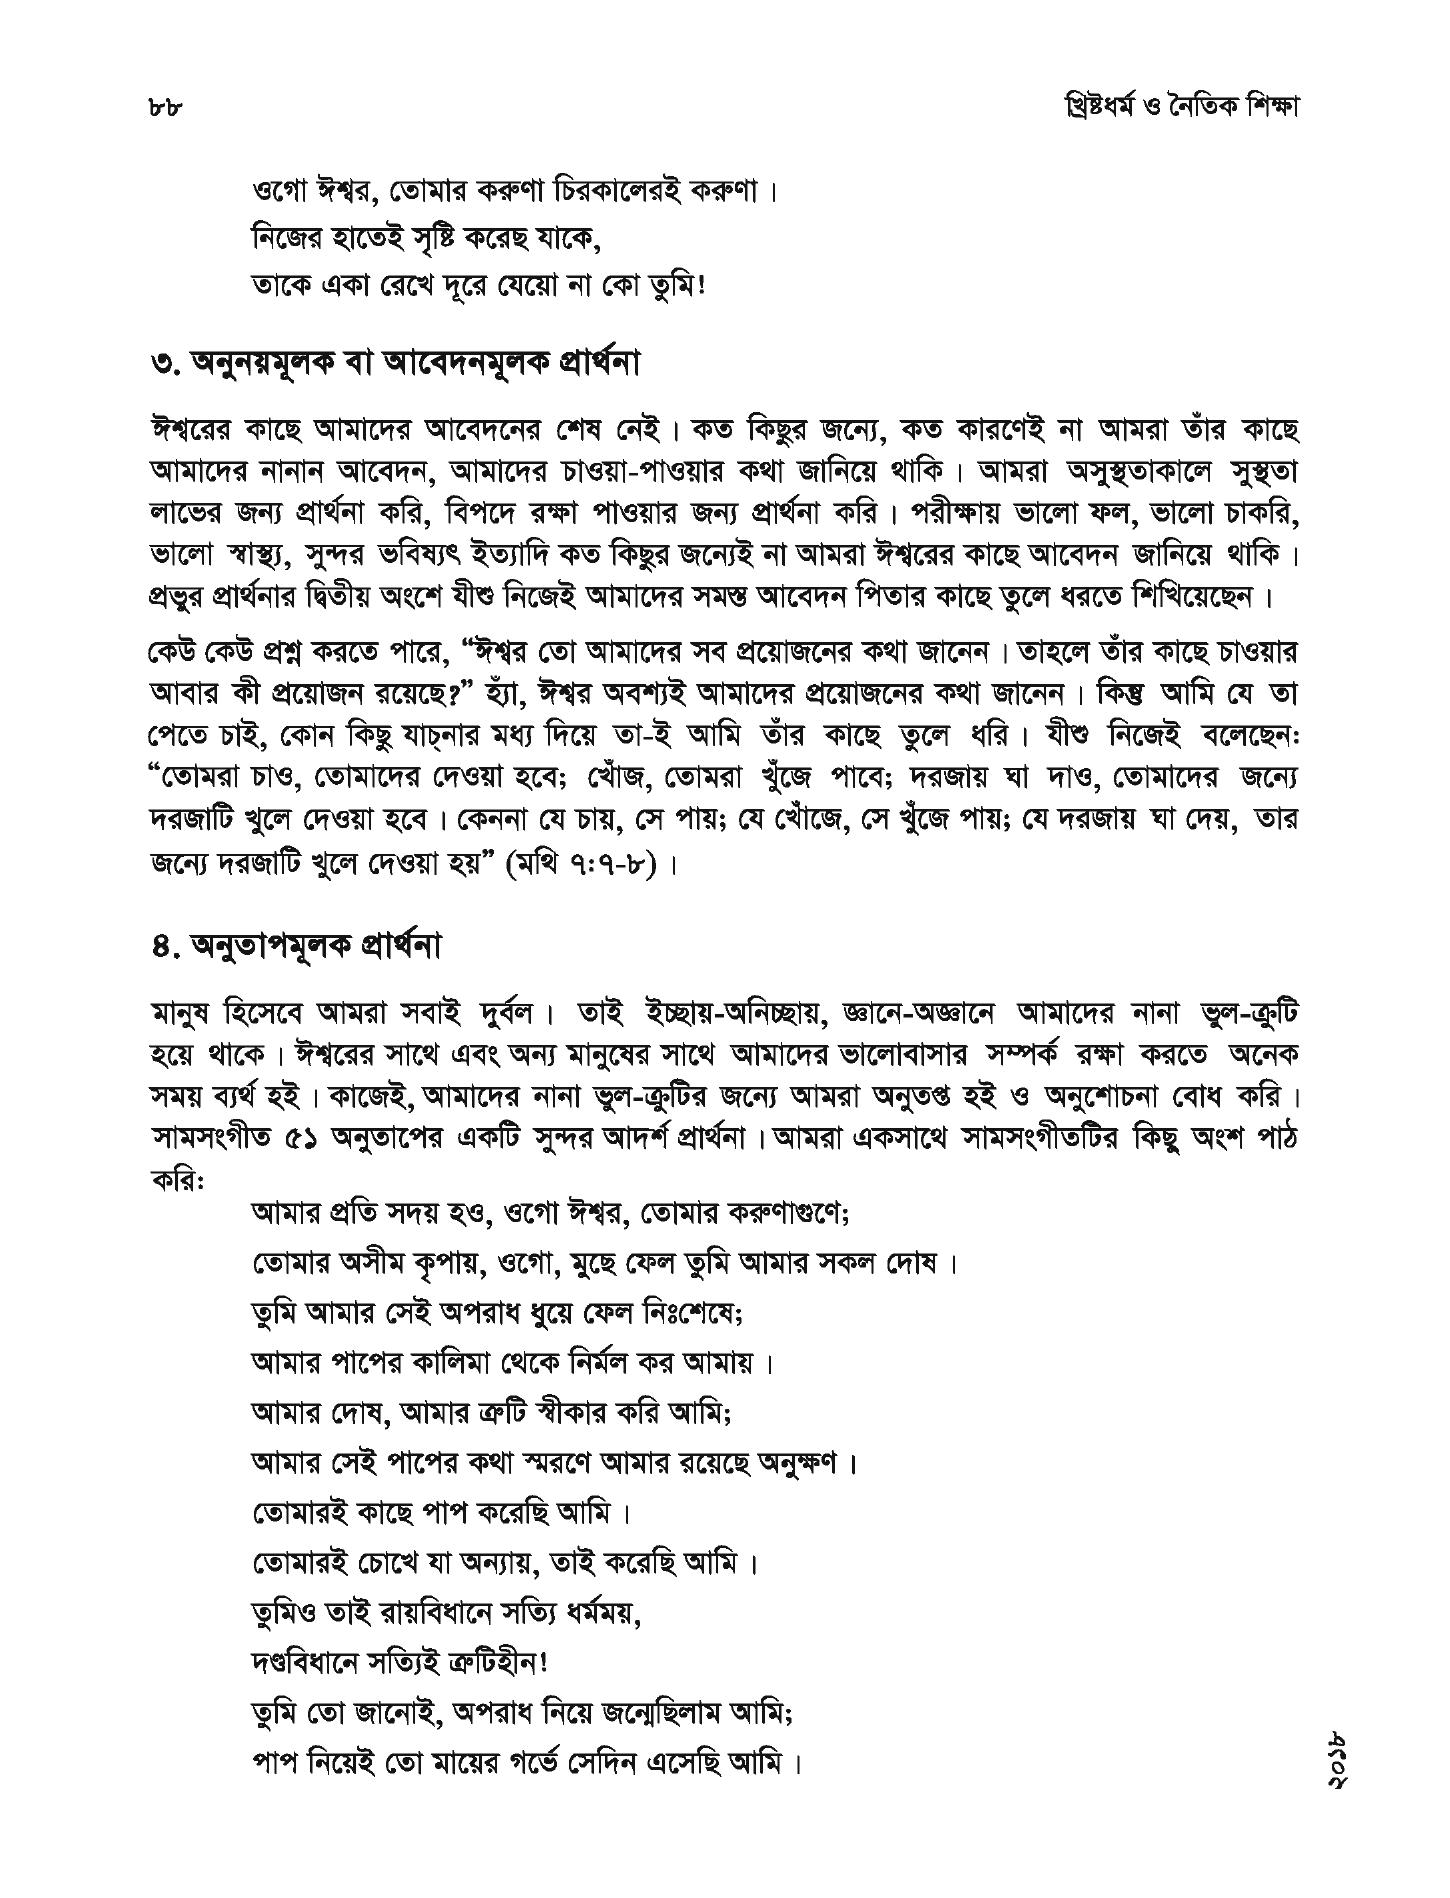 ৮৮
খ্রিষ্টধর্ম ও নৈতিক শিক্ষা
ওগো ঈশ্বর, তোমার করুণা চিরকালেরই করুণা।
নিজের হাতেই সৃষ্টি করেছ যাকে,
তাকে একা রেখে দূরে যেয়ো না কো তুমি!
৩. অনুনয়মূলক বা আবেদনমূলক প্রার্থনা
ঈশ্বরের কাছে আমাদের আবেদনের শেষ নেই। কত কিছুর জন্যে, কত কারণেই না আমরা তাঁর কাছে
আমাদের নানান আবেদন, আমাদের চাওয়া-পাওয়ার কথা জানিয়ে থাকি। আমরা অসুস্থতাকালে সুস্থতা
লাভের জন্য প্রার্থনা করি, বিপদে রক্ষা পাওয়ার জন্য প্রার্থনা করি। পরীক্ষায় ভালো ফল, ভালো চাকরি,
ভালো স্বাস্থ্য, সুন্দর ভবিষ্যৎ ইত্যাদি কত কিছুর জন্যেই না আমরা ঈশ্বরের কাছে আবেদন জানিয়ে থাকি।
প্রভুর প্রার্থনার দ্বিতীয় অংশে যীশু নিজেই আমাদের সমস্ত আবেদন পিতার কাছে তুলে ধরতে শিখিয়েছেন।
কেউ কেউ প্রশ্ন করতে পারে, “ঈশ্বর তো আমাদের সব প্রয়োজনের কথা জানেন। তাহলে তাঁর কাছে চাওয়ার
আবার কী প্রয়োজন রয়েছে?” হ্যাঁ, ঈশ্বর অবশ্যই আমাদের প্রয়োজনের কথা জানেন। কিন্তু আমি যে তা
পেতে চাই, কোন কিছু যাচ্‌নার মধ্য দিয়ে তা-ই আমি তাঁর কাছে তুলে ধরি। যীশু নিজেই বলেছেন:
“তোমরা চাও, তোমাদের দেওয়া হবে; খোঁজ, তোমরা খুঁজে পাবে; দরজায় ঘা দাও, তোমাদের জন্যে
দরজাটি খুলে দেওয়া হবে। কেননা যে চায়, সে পায়; যে খোঁজে, সে খুঁজে পায়; যে দরজায় ঘা দেয়, তার
জন্যে দরজাটি খুলে দেওয়া হয়” (মথি ৭:৭-৮)।
৪. অনুতাপমূলক প্রার্থনা
মানুষ হিসেবে আমরা সবাই দুর্বল। তাই ইচ্ছায়-অনিচ্ছায়, জ্ঞানে-অজ্ঞানে আমাদের নানা ভুল-ত্রুটি
হয়ে থাকে। ঈশ্বরের সাথে এবং অন্য মানুষের সাথে আমাদের ভালোবাসার সম্পর্ক রক্ষা করতে অনেক
সময় ব্যর্থ হই। কাজেই, আমাদের নানা ভুল-ত্রুটির জন্যে আমরা অনুতপ্ত হই ও অনুশোচনা বোধ করি।
সামসংগীত ৫১ অনুতাপের একটি সুন্দর আদর্শ প্রার্থনা। আমরা একসাথে সামসংগীতটির কিছু অংশ পাঠ
করি:
আমার প্রতি সদয় হও, ওগো ঈশ্বর, তোমার করুণাগুণে;
তোমার অসীম কৃপায়, ওগো, মুছে ফেল তুমি আমার সকল দোষ।
তুমি আমার সেই অপরাধ ধুয়ে ফেল নিঃশেষে;
আমার পাপের কালিমা থেকে নির্মল কর আমায়।
আমার দোষ, আমার ত্রুটি স্বীকার করি আমি;
আমার সেই পাপের কথা স্মরণে আমার রয়েছে অনুক্ষণ।
তোমারই কাছে পাপ করেছি আমি।
তোমারই চোখে যা অন্যায়, তাই করেছি আমি।
তুমিও তাই রায়বিধানে সত্যি ধর্মময়,
দণ্ডবিধানে সত্যিই ত্রুটিহীন!
তুমি তো জানোই, অপরাধ নিয়ে জন্মেছিলাম আমি;
পাপ নিয়েই তো মায়ের গর্ভে সেদিন এসেছি আমি।
২০১৮